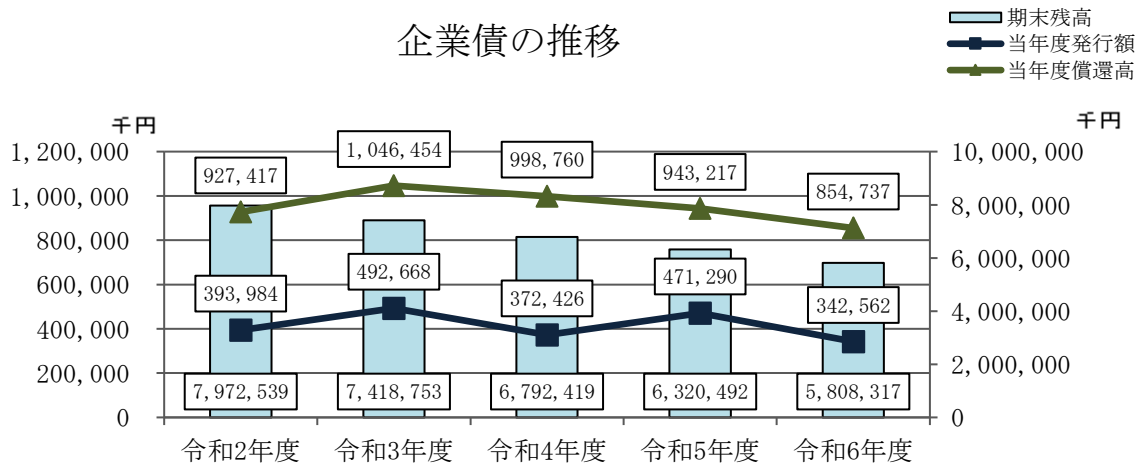 企業債の推移
期末残高
当年度発行額
当年度償還高
千円
千円
1,200,000
1,000,000
800,000
600,000
400,000
200,000
0
10,000,000
8,000,000
6,000,000
4,000,000
2,000,000
0
927,417
1,046,454
998,760
943,217
854,737
393,984
492,668
372,426
471,290
342,562
7,972,539
7,418,753
6,792,419
6,320,492
5,808,317
令和2年度
令和3年度
令和4年度
令和5年度
令和6年度